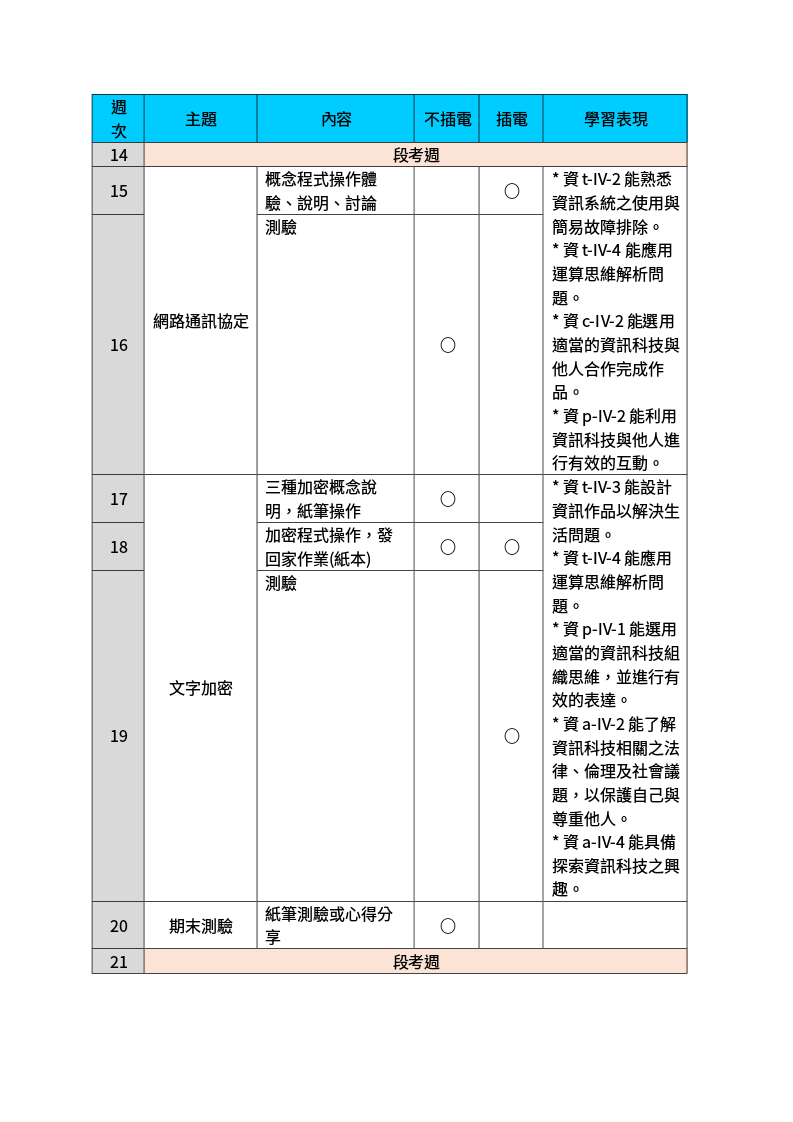 週次 主題 內容 不插電 插電 學習表現
14 段考週
15
網路通訊協定
概念程式操作體
驗、說明、討論
○
* 資 t-IV-2 能熟悉
資訊系統之使用與
簡易故障排除。
* 資 t-IV-4 能應用
運算思維解析問
題。
* 資 c-IV-2 能選用
適當的資訊科技與
他人合作完成作
品。
* 資 p-IV-2 能利用
資訊科技與他人進
行有效的互動。
16
測驗
○
17
文字加密
三種加密概念說
明，紙筆操作
○
* 資 t-IV-3 能設計
資訊作品以解決生
活問題。
* 資 t-IV-4 能應用
運算思維解析問
題。
* 資 p-IV-1 能選用
適當的資訊科技組
織思維，並進行有
效的表達。
* 資 a-IV-2 能了解
資訊科技相關之法
律、倫理及社會議
題，以保護自己與
尊重他人。
* 資 a-IV-4 能具備
探索資訊科技之興
趣。
18
加密程式操作，發
回家作業(紙本)
○ ○
19
測驗
○
20
期末測驗
紙筆測驗或心得分
享
○
21 段考週